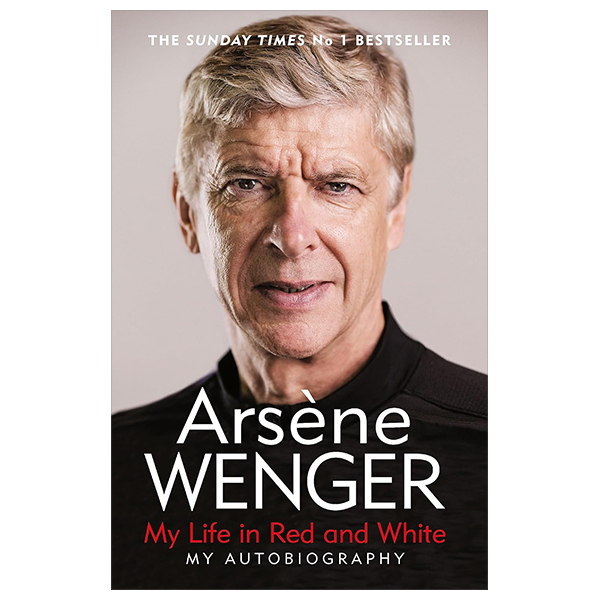 THE SUNDAY TIMES No 1 BESTSELLER
Arsène
WENGER
My Life in Red and White
MY AUTOBIOGRAPHY